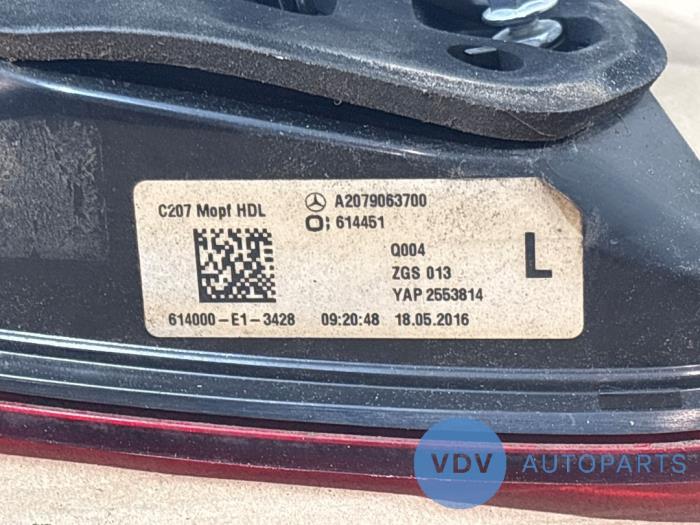 C207 Mopf HDL
A2079063700
614451
Q004
ZGS 013
L
YAP 2553814
614000-E1-3428 09:20:48 18.05.2016
VDV AUTOPARTS